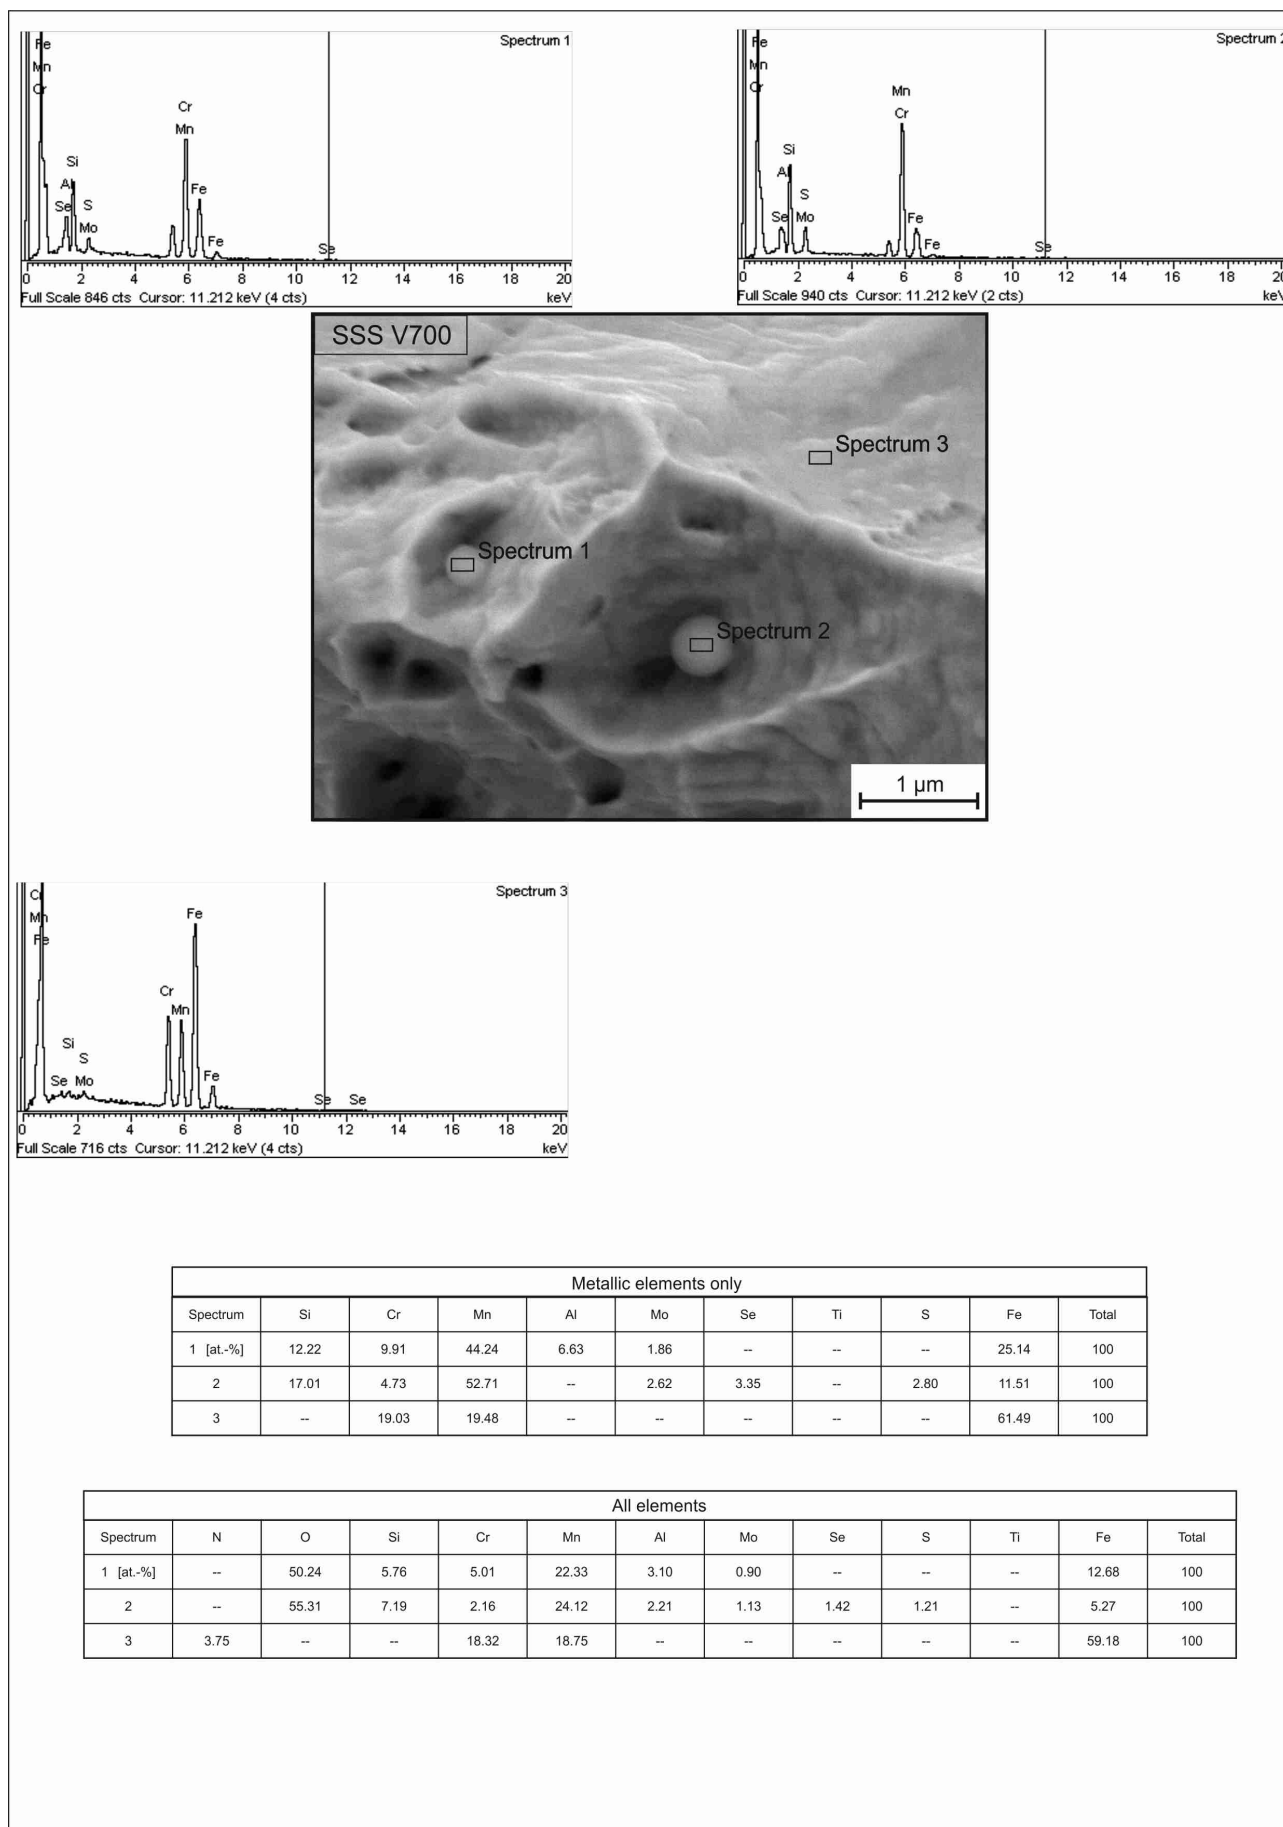 Spectrum 1
Fe
Mn
Cr
Cr
Mn
Si
A
Fe
Se
S
Mo
Fe
Se
0 2 4 6 8 10 12 14 16 18 20
Full Scale 846 cts Cursor: 11.212 keV (4 cts) keV
Spectrum 2
Fe
Mn
Cr
Mn
Cr
Si
A
S
Se
Mo
Fe
Fe
Se
0 2 4 6 8 10 12 14 16 18 20
Full Scale 940 cts Cursor: 11.212 keV (2 cts) keV
SSS V700
Spectrum 3
Spectrum 1
Spectrum 2
1 µm
Spectrum 3
Cr
Mn
Fe
Fe
Cr
Mn
Si
S
Se
Mo
Fe
Se Se
0 2 4 6 8 10 12 14 16 18 20
Full Scale 716 cts Cursor: 11.212 keV (4 cts) keV
Metallic elements only
Spectrum Si Cr Mn Al Mo Se Ti S Fe Total
1 [at.-%] 12.22 9.91 44.24 6.63 1.86 -- -- -- 25.14 100
2 17.01 4.73 52.71 -- 2.62 3.35 -- 2.80 11.51 100
3 -- 19.03 19.48 -- -- -- -- -- 61.49 100
All elements
Spectrum N O Si Cr Mn Al Mo Se S Ti Fe Total
1 [at.-%] -- 50.24 5.76 5.01 22.33 3.10 0.90 -- -- -- 12.68 100
2 -- 55.31 7.19 2.16 24.12 2.21 1.13 1.42 1.21 -- 5.27 100
3 3.75 -- -- 18.32 18.75 -- -- -- -- -- 59.18 100